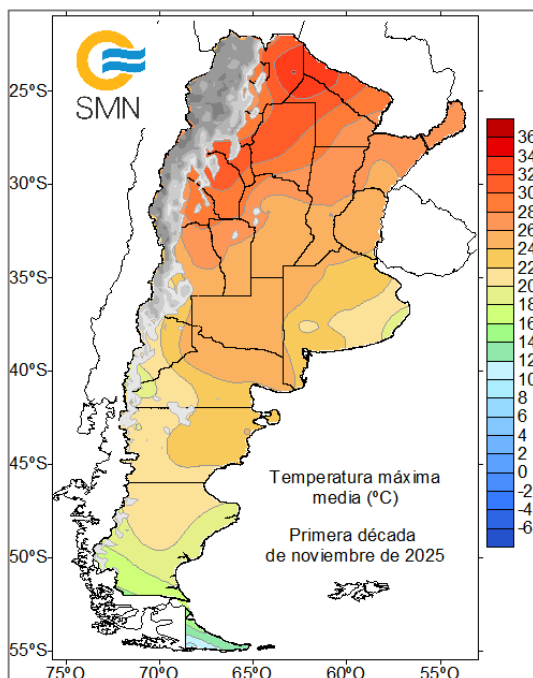 SMN
25°S
30°S
35°S
40°S
45°S
50°S
55°S
75°O
70°O
65°O
60°O
55°O
36
34
32
30
28
26
24
22
20
18
16
14
12
10
8
6
4
2
0
-2
-4
-6
Temperatura máxima
media (ºC)
Primera década
de noviembre de 2025